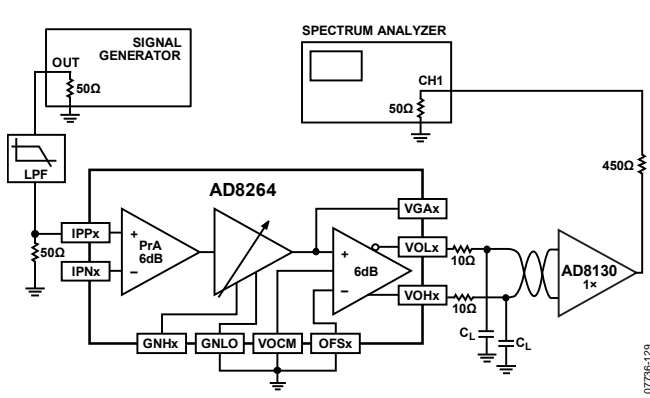 SIGNAL
GENERATOR
OUT
50Ω
LPF
50Ω
SPECTRUM ANALYZER
CH1
50Ω
450Ω
AD8264
IPPx
IPNx
+
PrA
6dB
–
+
6dB
–
VGAx
VOLx
VOHx
10Ω
10Ω
AD8130
1×
CL
CL
GNHx
GNLO
VOCM
OFSx
07736-129